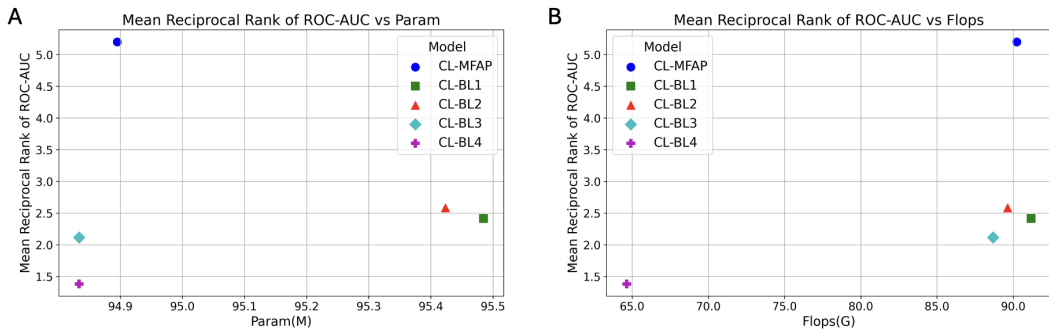 A
Mean Reciprocal Rank of ROC-AUC vs Param
Mean Reciprocal Rank of ROC-AUC
5.0
4.5
4.0
3.5
3.0
2.5
2.0
1.5
Model
CL-MFAP
CL-BL1
CL-BL2
CL-BL3
CL-BL4
94.9
95.0
95.1
95.2
95.3
95.4
95.5
Param(M)
B
Mean Reciprocal Rank of ROC-AUC vs Flops
Mean Reciprocal Rank of ROC-AUC
5.0
4.5
4.0
3.5
3.0
2.5
2.0
1.5
Model
CL-MFAP
CL-BL1
CL-BL2
CL-BL3
CL-BL4
65.0
70.0
75.0
80.0
85.0
90.0
Flops(G)